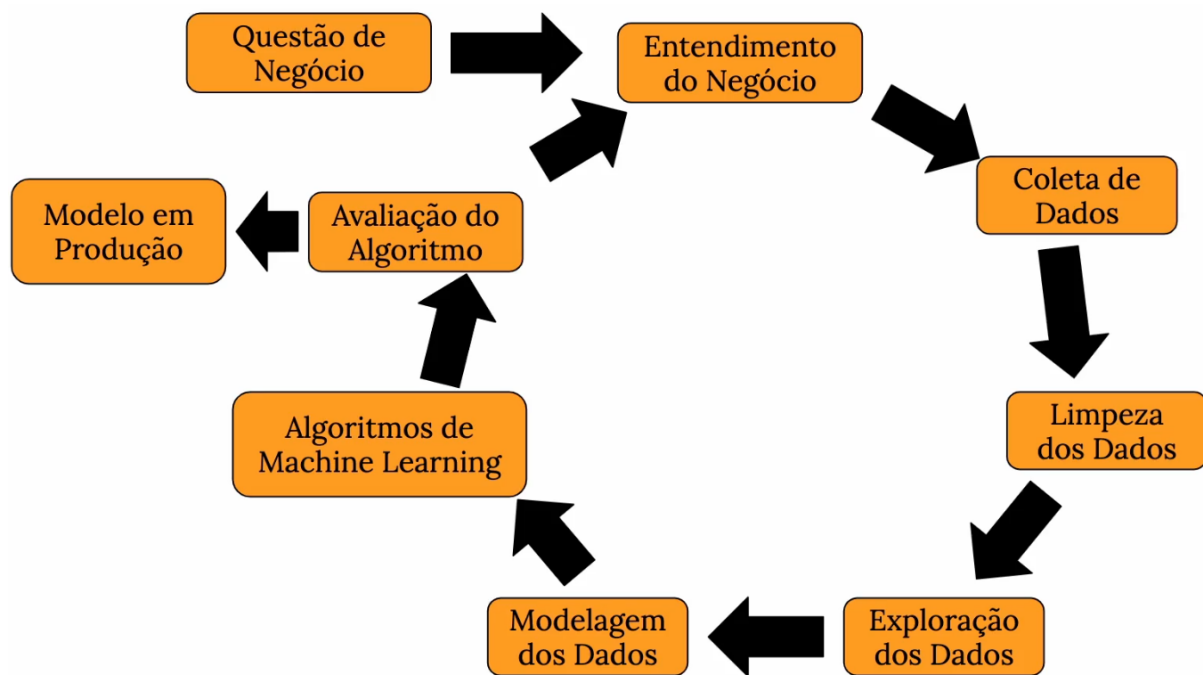 Questão de
Negócio
Entendimento
do Negócio
Coleta de
Dados
Limpeza
dos Dados
Exploração
dos Dados
Modelagem
dos Dados
Algoritmos de
Machine Learning
Avaliação do
Algoritmo
Modelo em
Produção